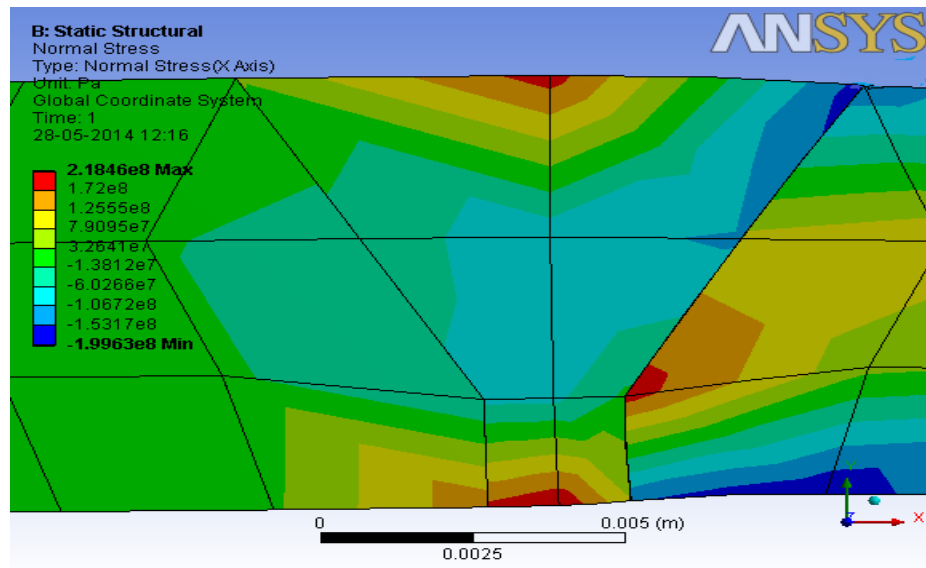 B: Static Structural
Normal Stress
Type: Normal Stress(X Axis)
Unit: Pa
Global Coordinate System
Time: 1
28-05-2014 12:16
ANSYS
2.1846e8 Max
1.72e8
1.2555e8
7.9095e7
3.2641e7
-1.3812e7
-6.0266e7
-1.0672e8
-1.5317e8
-1.9963e8 Min
0
0.005 (m)
0.0025
Y
X
Z